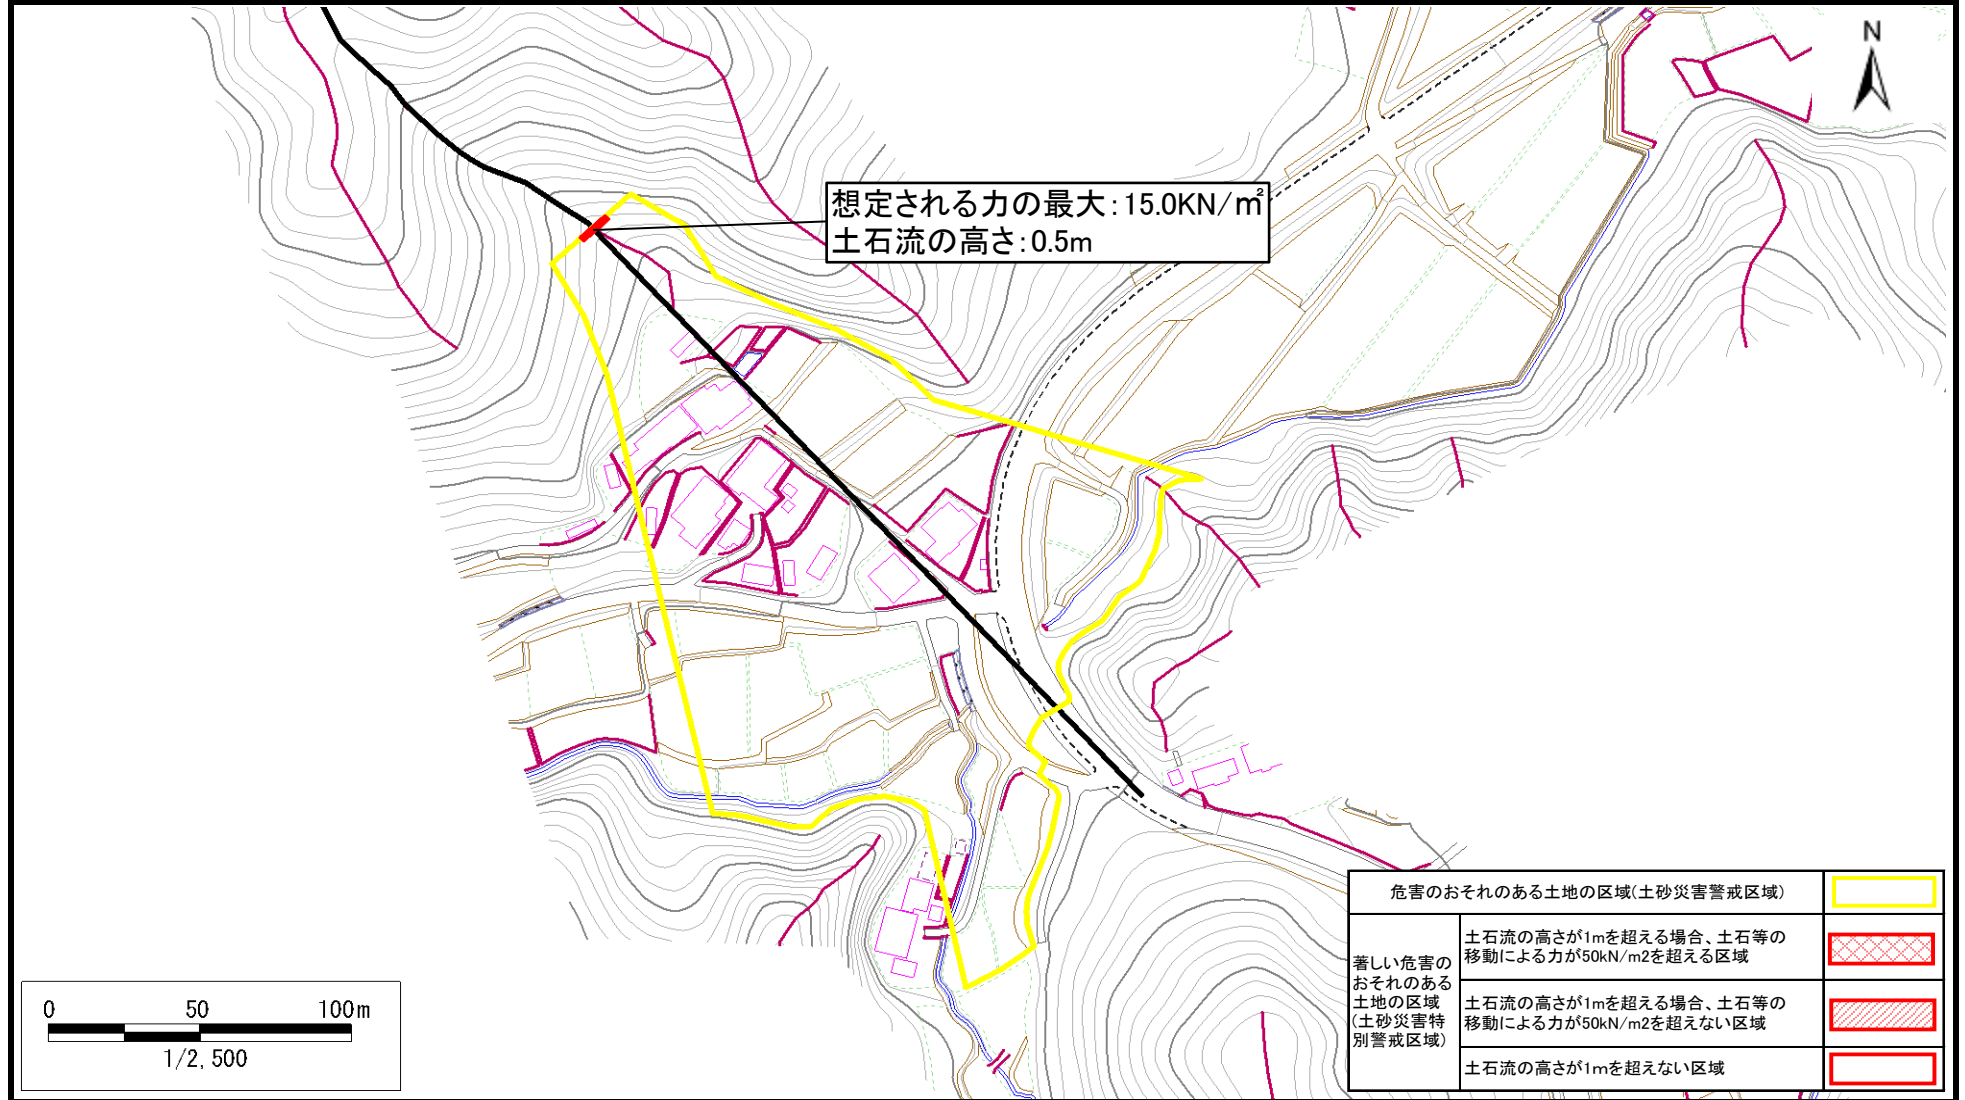 N
想定される力の最大:15.0KN/㎡
土石流の高さ:0.5m
危害のおそれのある土地の区域(土砂災害警戒区域)
著しい危害の
おそれのある
土地の区域
(土砂災害特
別警戒区域)
土石流の高さが1mを超える場合、土石等の
移動による力が50kN/m2を超える区域
土石流の高さが1mを超える場合、土石等の
移動による力が50kN/m2を超えない区域
土石流の高さが1mを超えない区域
0 50 100m
1/2,500